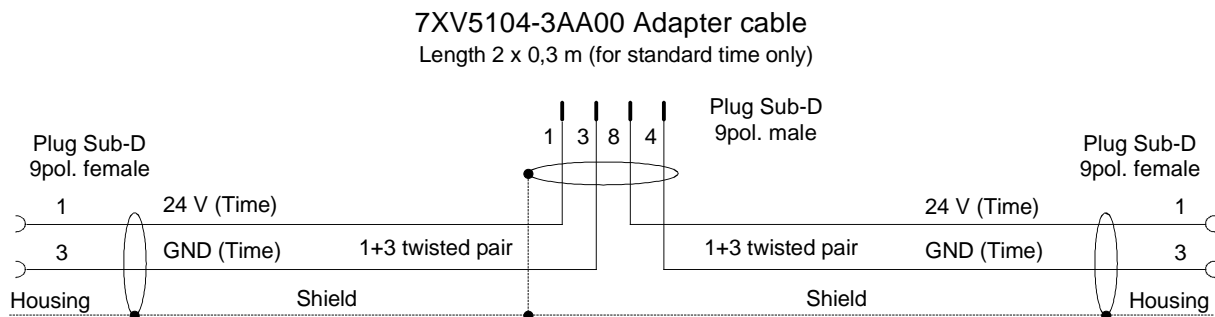 7XV5104-3AA00 Adapter cable
Length 2 x 0,3 m (for standard time only)
Plug Sub-D
9pol. female
1 3 8 4
Plug Sub-D
9pol. male
Plug Sub-D
9pol. female
1 24 V (Time) 24 V (Time) 1
3 GND (Time) 1+3 twisted pair 1+3 twisted pair GND (Time) 3
Housing Shield Shield Housing